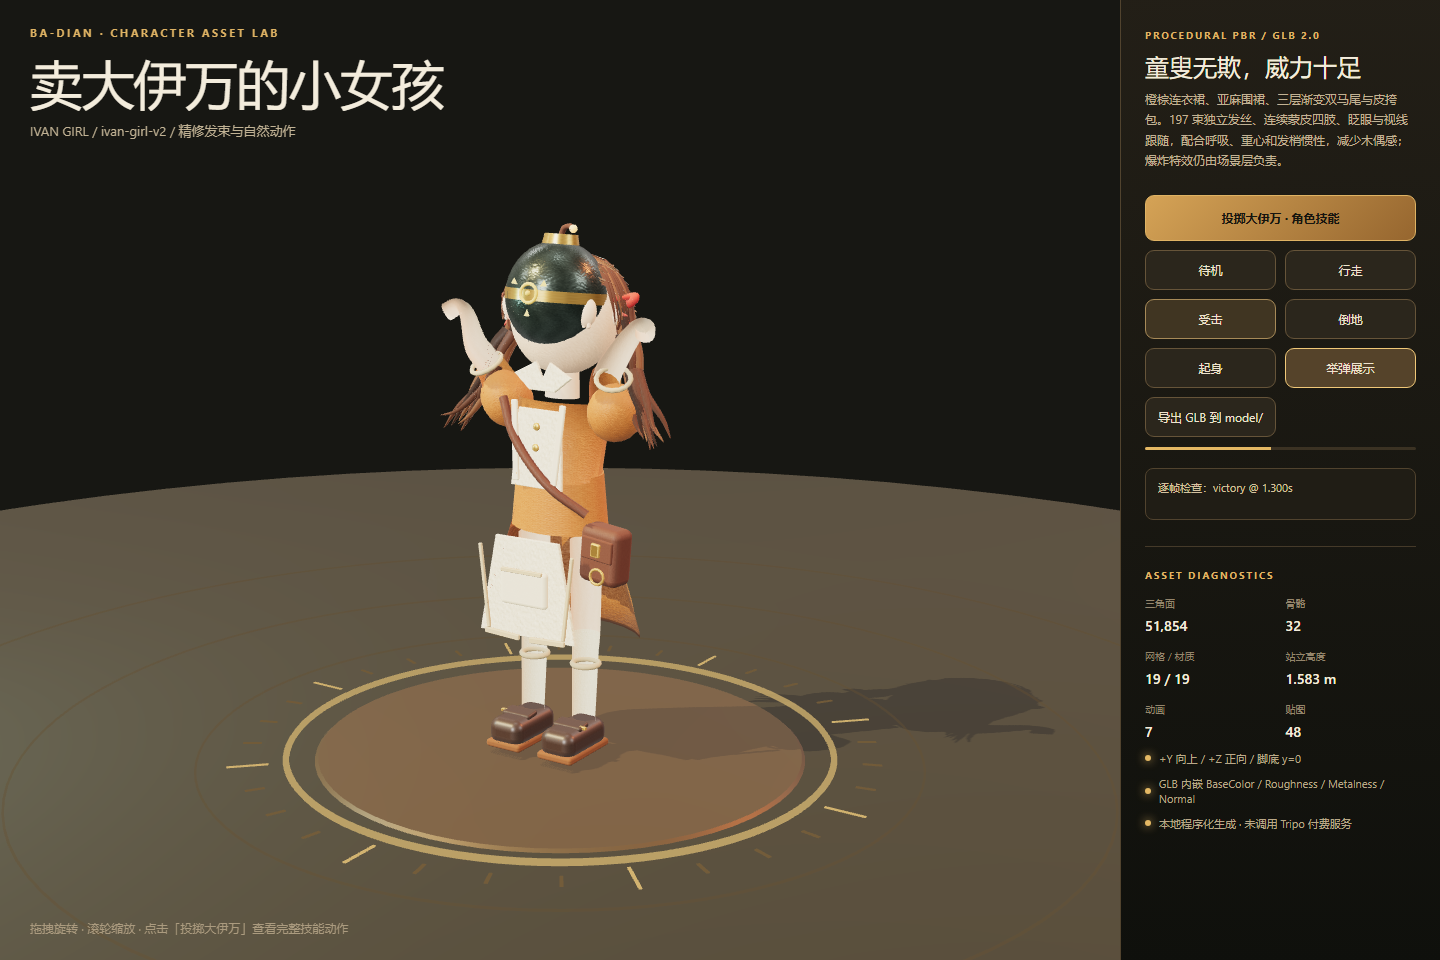 BA-DIAN · CHARACTER ASSET LAB
卖大伊万的小女孩
IVAN GIRL / ivan-girl-v2 / 精修发束与自然动作
拖拽旋转 · 滚轮缩放 · 点击「投掷大伊万」查看完整技能动作
PROCEDURAL PBR / GLB 2.0
童叟无欺，威力十足
橙棕连衣裙、亚麻围裙、三层渐变双马尾与皮挎
包。197 束独立发丝、连续蒙皮四肢、眨眼与视线
跟随，配合呼吸、重心和发梢惯性，减少木偶感；
爆炸特效仍由场景层负责。
投掷大伊万 · 角色技能
待机
行走
受击
倒地
起身
举弹展示
导出 GLB 到 model/
逐帧检查：victory @ 1.300s
ASSET DIAGNOSTICS
三角面
骨骼
51,854
32
网格 / 材质
站立高度
19 / 19
1.583 m
动画
贴图
7
48
+Y 向上 / +Z 正向 / 脚底 y=0
GLB 内嵌 BaseColor / Roughness / Metalness /
Normal
本地程序化生成 · 未调用 Tripo 付费服务